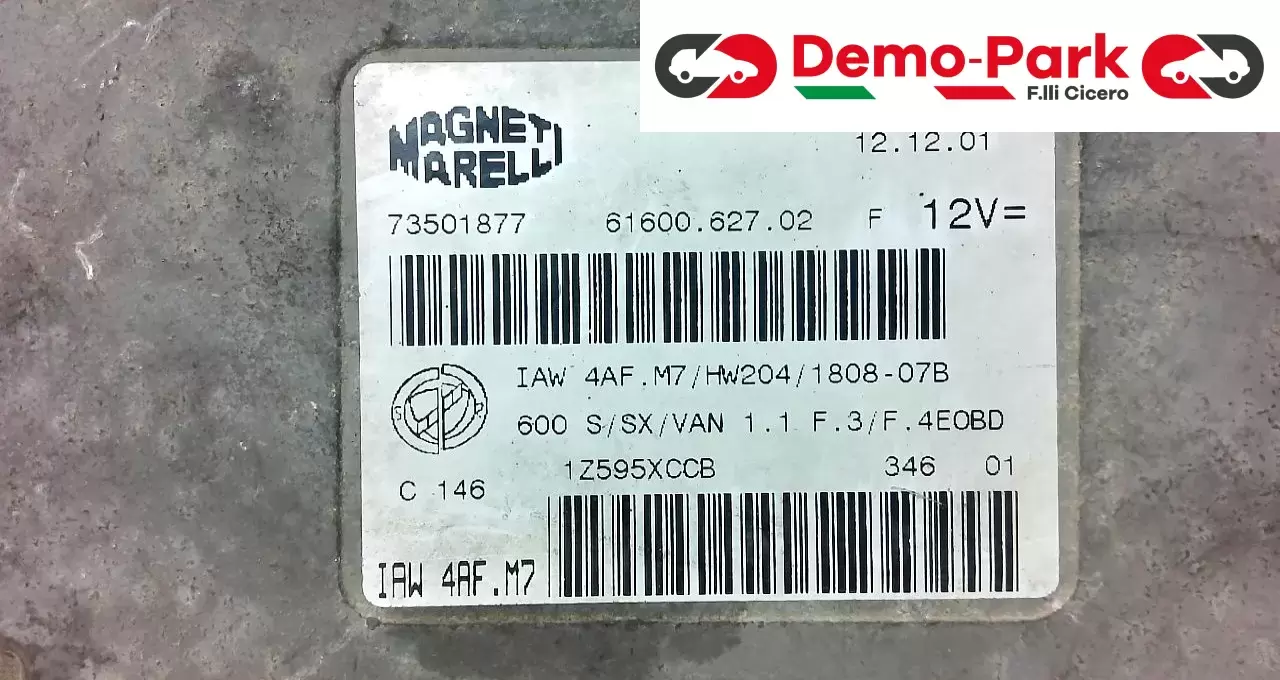 Demo-Park
F.lli Cicero
MAGNETI
MARELLI
12.12.01
73501877 61600.627.02 F 12V=
IAW 4AF.M7/HW204/1808-07B
S P.
600 S/SX/VAN 1.1 F.3/F.4EOBD
1Z595XCCB 346 01
C 146
IAW 4AF.M7